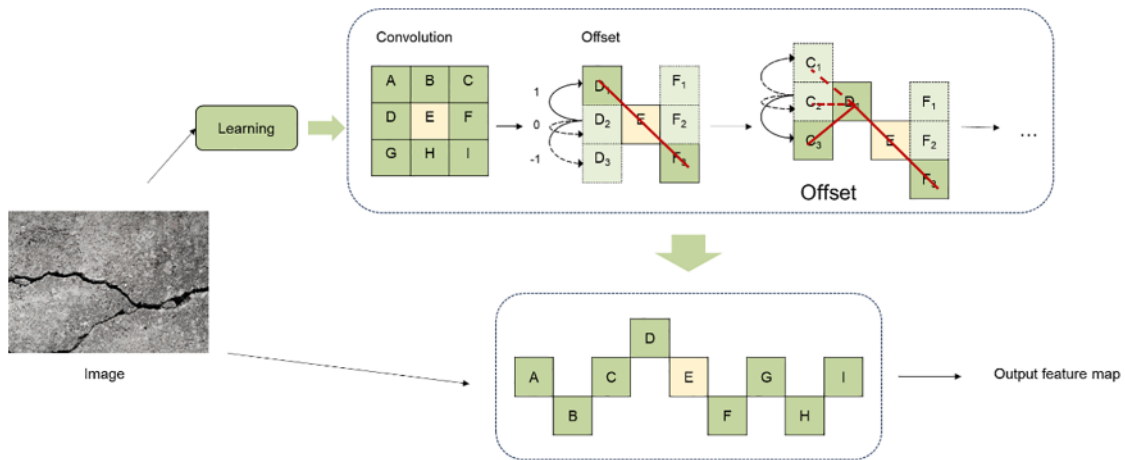 Convolution
Offset
A B C
D E F
G H I
Learning
1
0
-1
D₁ F₁
D₂ E F₂
D₃ F₃
C₁
C₂ D₁ F₁
C₃ E F₂
F₃
...
Offset
Image
D
A C E G I
B F H
Output feature map